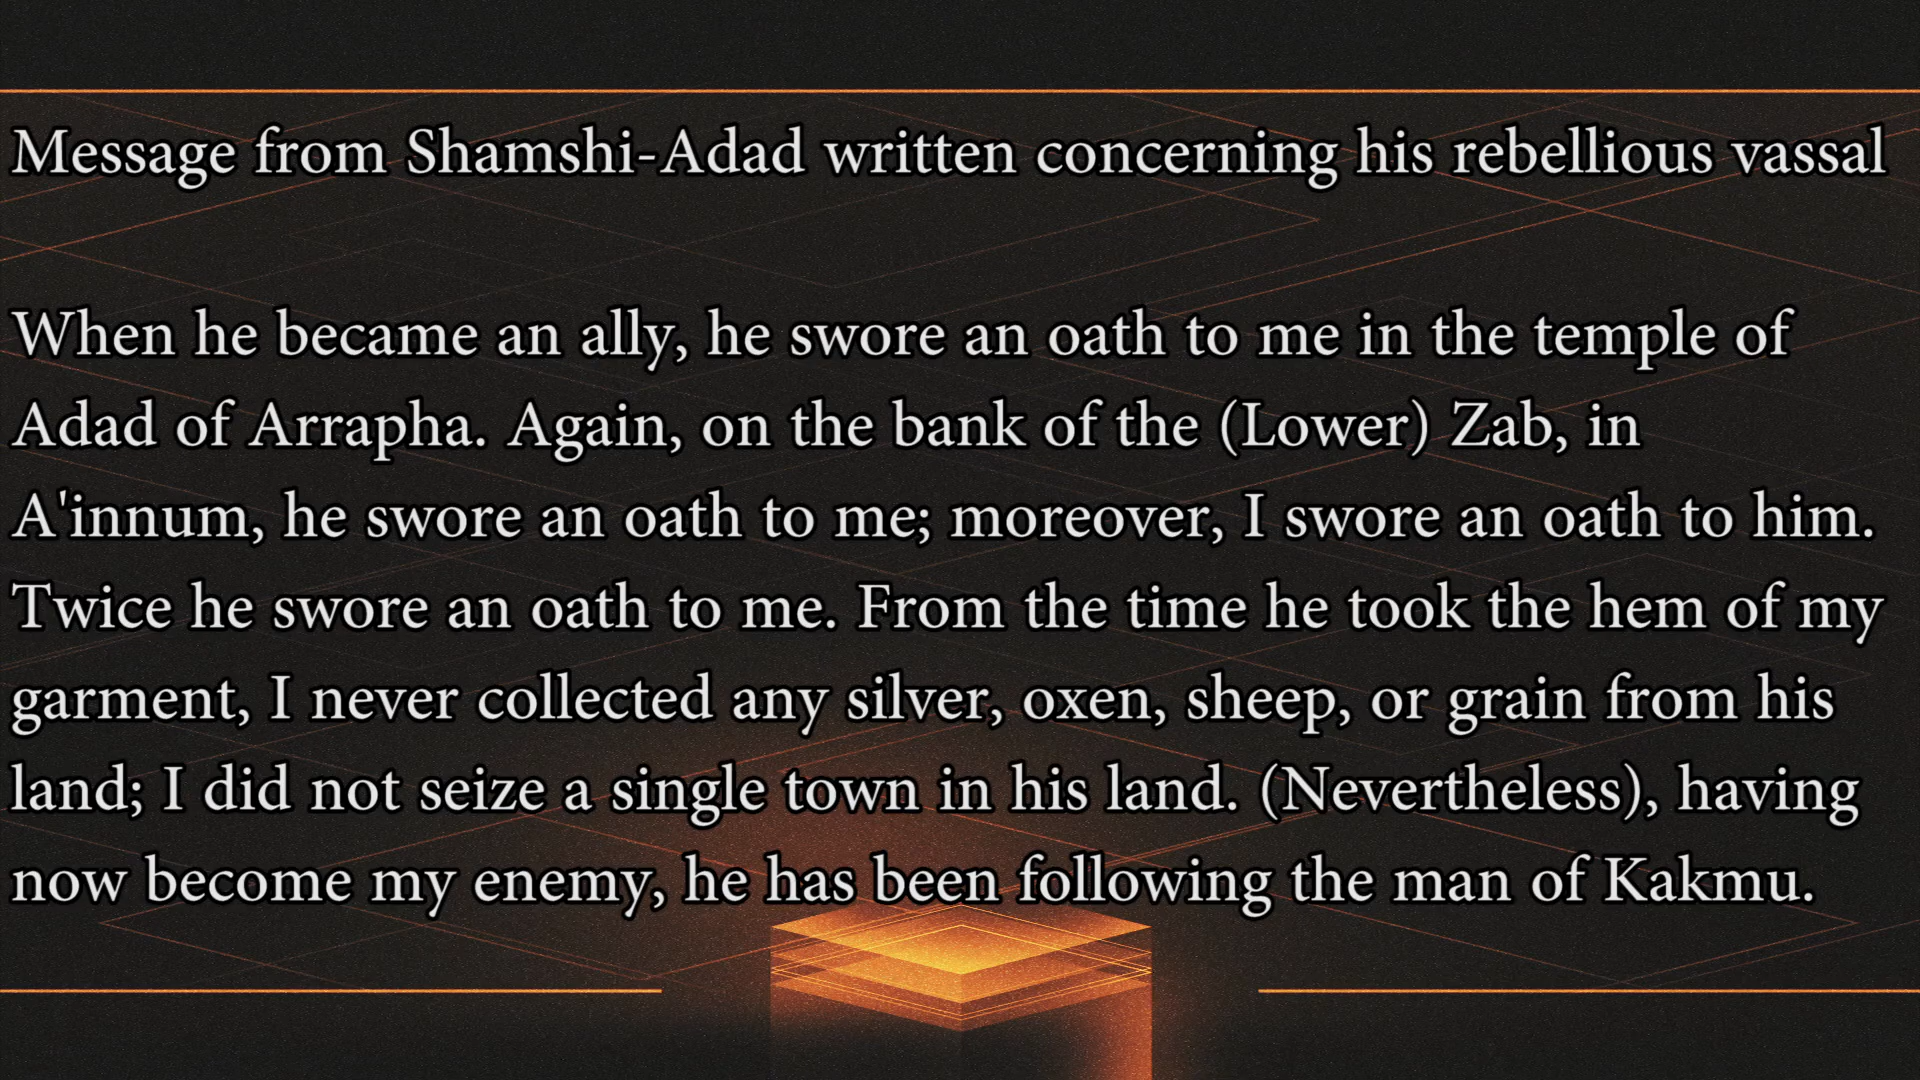 Message from Shamshi-Adad written concerning his rebellious vassal
When he became an ally, he swore an oath to me in the temple of
Adad of Arrapha. Again, on the bank of the (Lower) Zab, in
A'innum, he swore an oath to me; moreover, I swore an oath to him.
Twice he swore an oath to me. From the time he took the hem of my
garment, I never collected any silver, oxen, sheep, or grain from his
land; I did not seize a single town in his land. (Nevertheless), having
now become my enemy, he has been following the man of Kakmu.